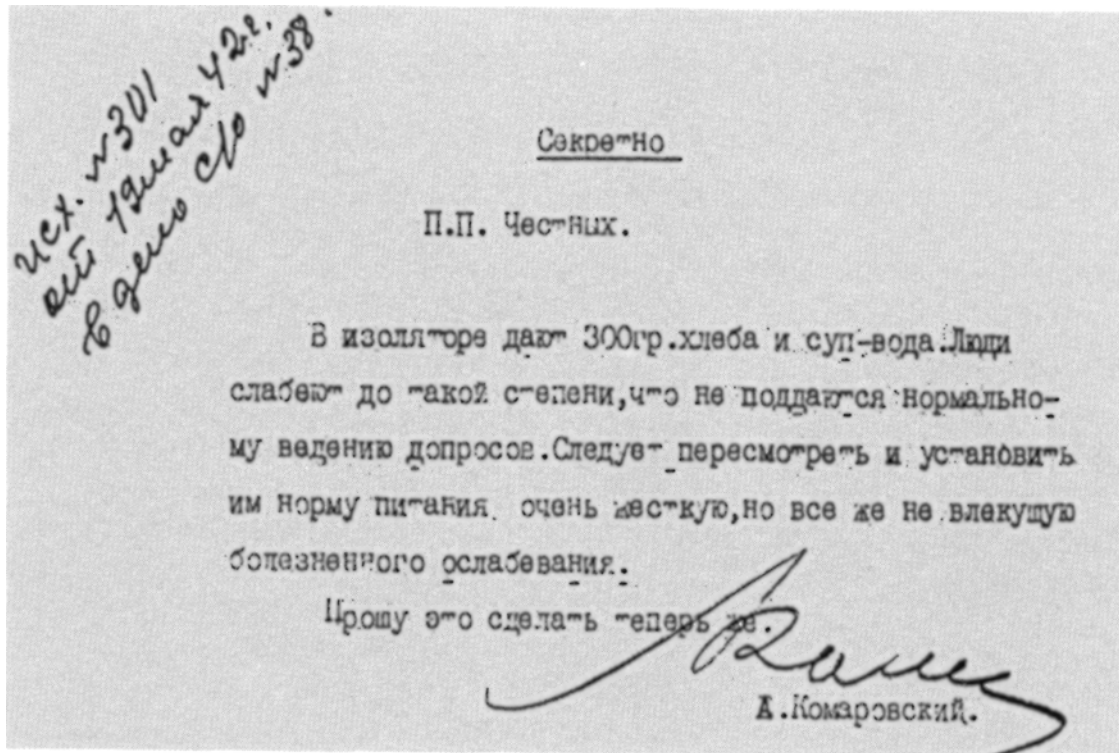 исх. №301
от 19 мая 42г.
в дело с/о №38.
Секретно
П.П. Честных.
В изоляторе дают 300гр.хлеба и суп-вода.Люди
слабеют до такой степени,что не поддаются нормально-
му ведению допросов.Следует пересмотреть и установить
им норму питания очень жесткую,но все же не влекущую
болезненного ослабевания.
Прошу это сделать теперь же.
А.Комаровский.